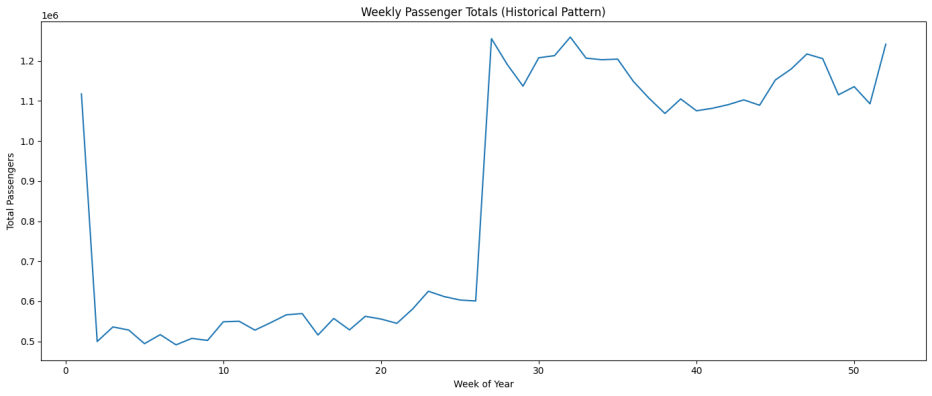 Weekly Passenger Totals (Historical Pattern)
1e6
1.2
1.1
1.0
0.9
0.8
0.7
0.6
0.5
Total Passengers
0 10 20 30 40 50
Week of Year